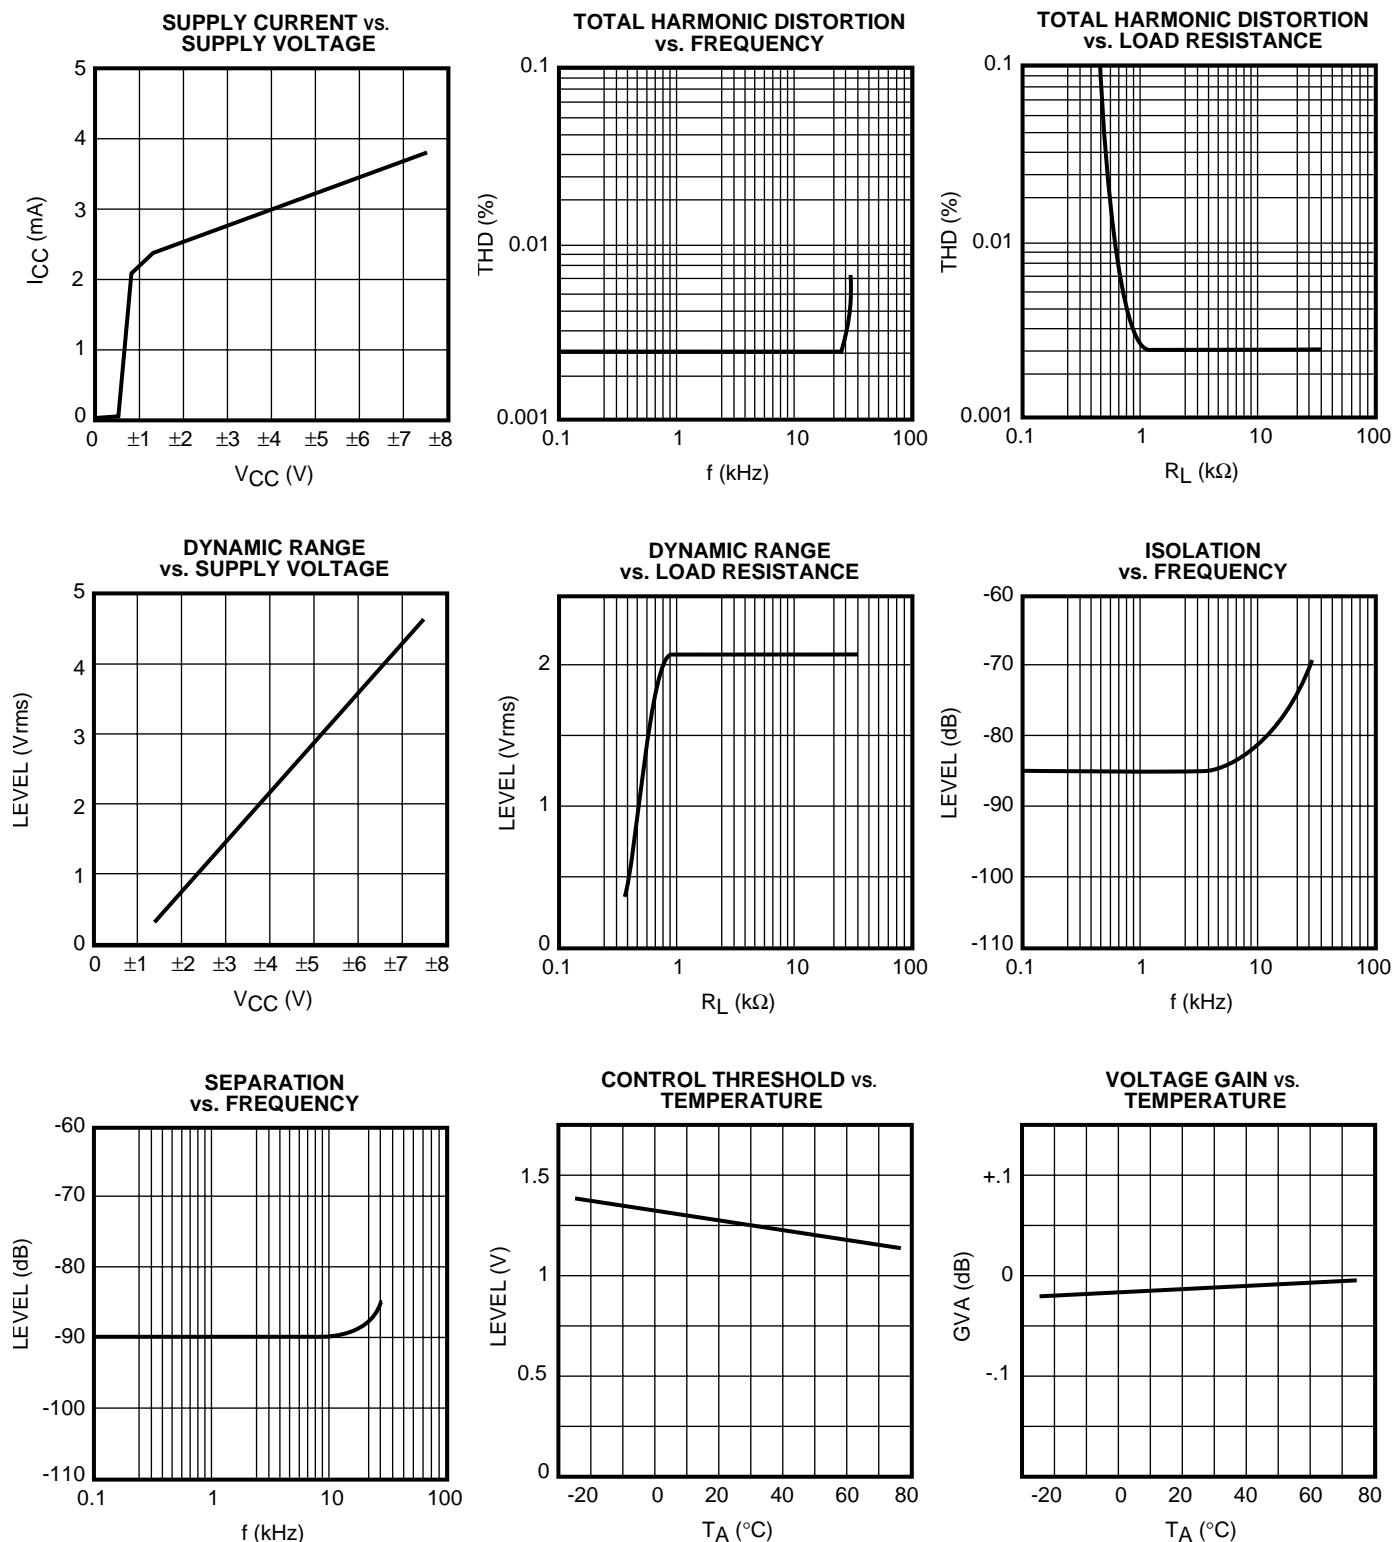 SUPPLY CURRENT vs.
SUPPLY VOLTAGE
5
4
3
2
1
0
ICC (mA)
0 ±1 ±2 ±3 ±4 ±5 ±6 ±7 ±8
VCC (V)
TOTAL HARMONIC DISTORTION
vs. FREQUENCY
0.1
0.01
0.001
THD (%)
0.1 1 10 100
f (kHz)
TOTAL HARMONIC DISTORTION
vs. LOAD RESISTANCE
0.1
0.01
0.001
THD (%)
0.1 1 10 100
RL (kΩ)
DYNAMIC RANGE
vs. SUPPLY VOLTAGE
5
4
3
2
1
0
LEVEL (Vrms)
0 ±1 ±2 ±3 ±4 ±5 ±6 ±7 ±8
VCC (V)
DYNAMIC RANGE
vs. LOAD RESISTANCE
2
1
0
LEVEL (Vrms)
0.1 1 10 100
RL (kΩ)
ISOLATION
vs. FREQUENCY
-60
-70
-80
-90
-100
-110
LEVEL (dB)
0.1 1 10 100
f (kHz)
SEPARATION
vs. FREQUENCY
-60
-70
-80
-90
-100
-110
LEVEL (dB)
0.1 1 10 100
f (kHz)
CONTROL THRESHOLD vs.
TEMPERATURE
1.5
1
0.5
0
LEVEL (V)
-20 0 20 40 60 80
TA (°C)
VOLTAGE GAIN vs.
TEMPERATURE
+.1
0
-.1
GVA (dB)
-20 0 20 40 60 80
TA (°C)